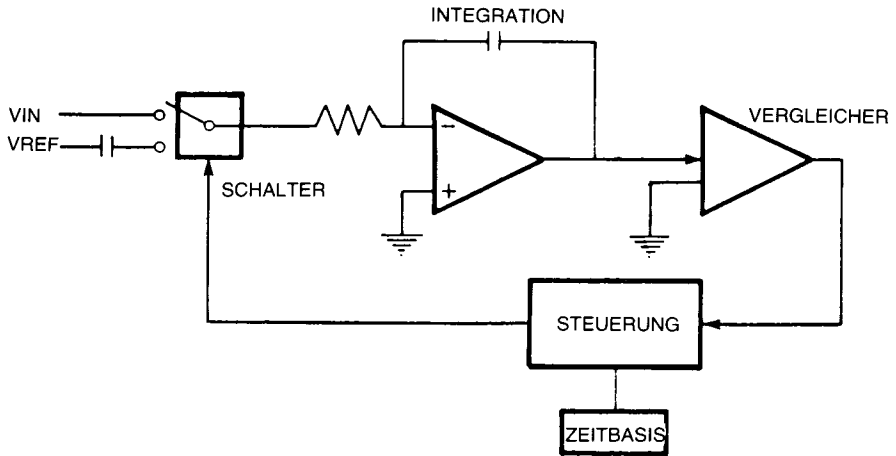 INTEGRATION
VIN
VREF
SCHALTER
VERGLEICHER
STEUERUNG
ZEITBASIS
−
+